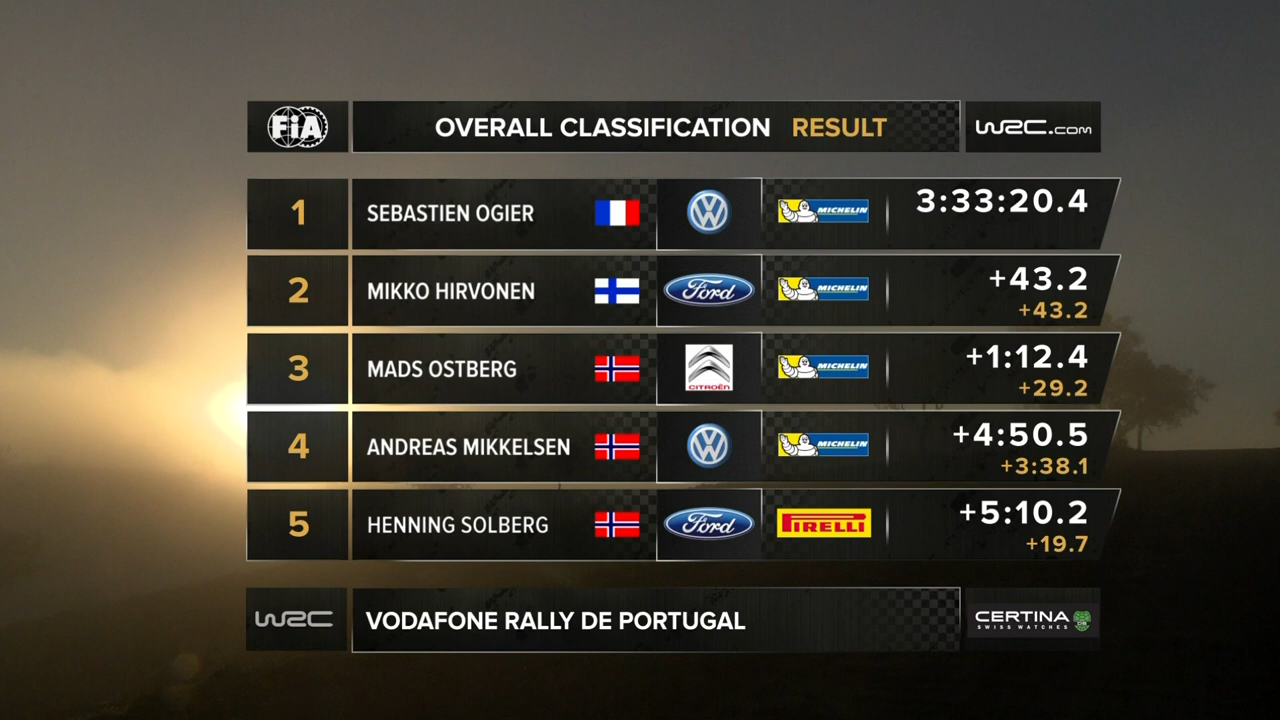 FiA OVERALL CLASSIFICATION RESULT WRC.COM
1 SEBASTIEN OGIER MICHELIN 3:33:20.4
2 MIKKO HIRVONEN Ford MICHELIN +43.2
+43.2
3 MADS OSTBERG CITROËN MICHELIN +1:12.4
+29.2
4 ANDREAS MIKKELSEN MICHELIN +4:50.5
+3:38.1
5 HENNING SOLBERG Ford PIRELLI +5:10.2
+19.7
WRC VODAFONE RALLY DE PORTUGAL CERTINA
SWISS WATCHES